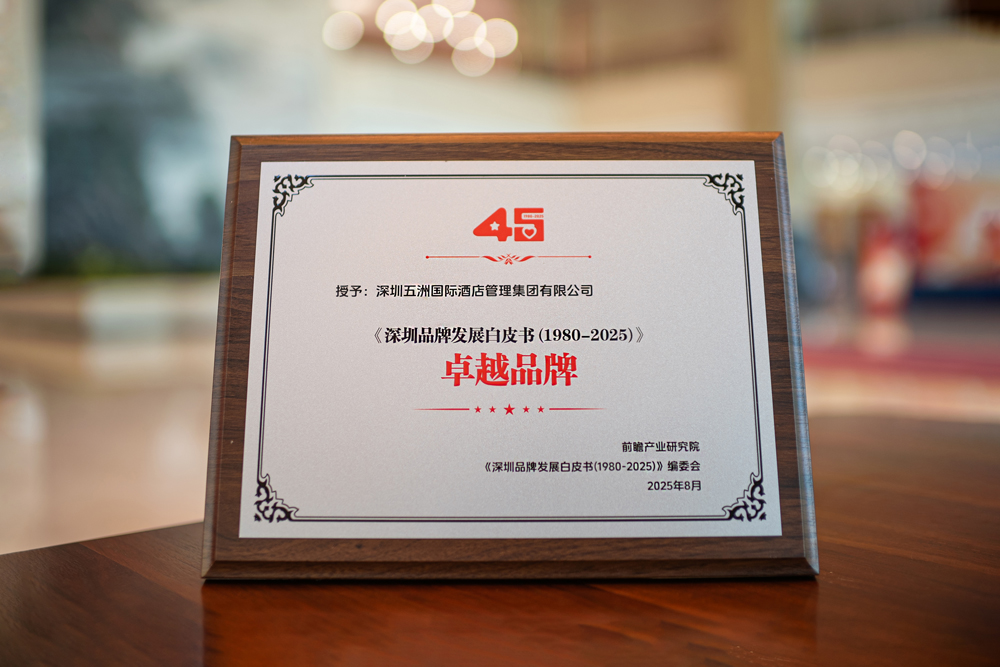 45
1980-2025
授予：深圳五洲国际酒店管理集团有限公司
《深圳品牌发展白皮书(1980-2025)》
卓越品牌
前瞻产业研究院
《深圳品牌发展白皮书(1980-2025)》编委会
2025年8月